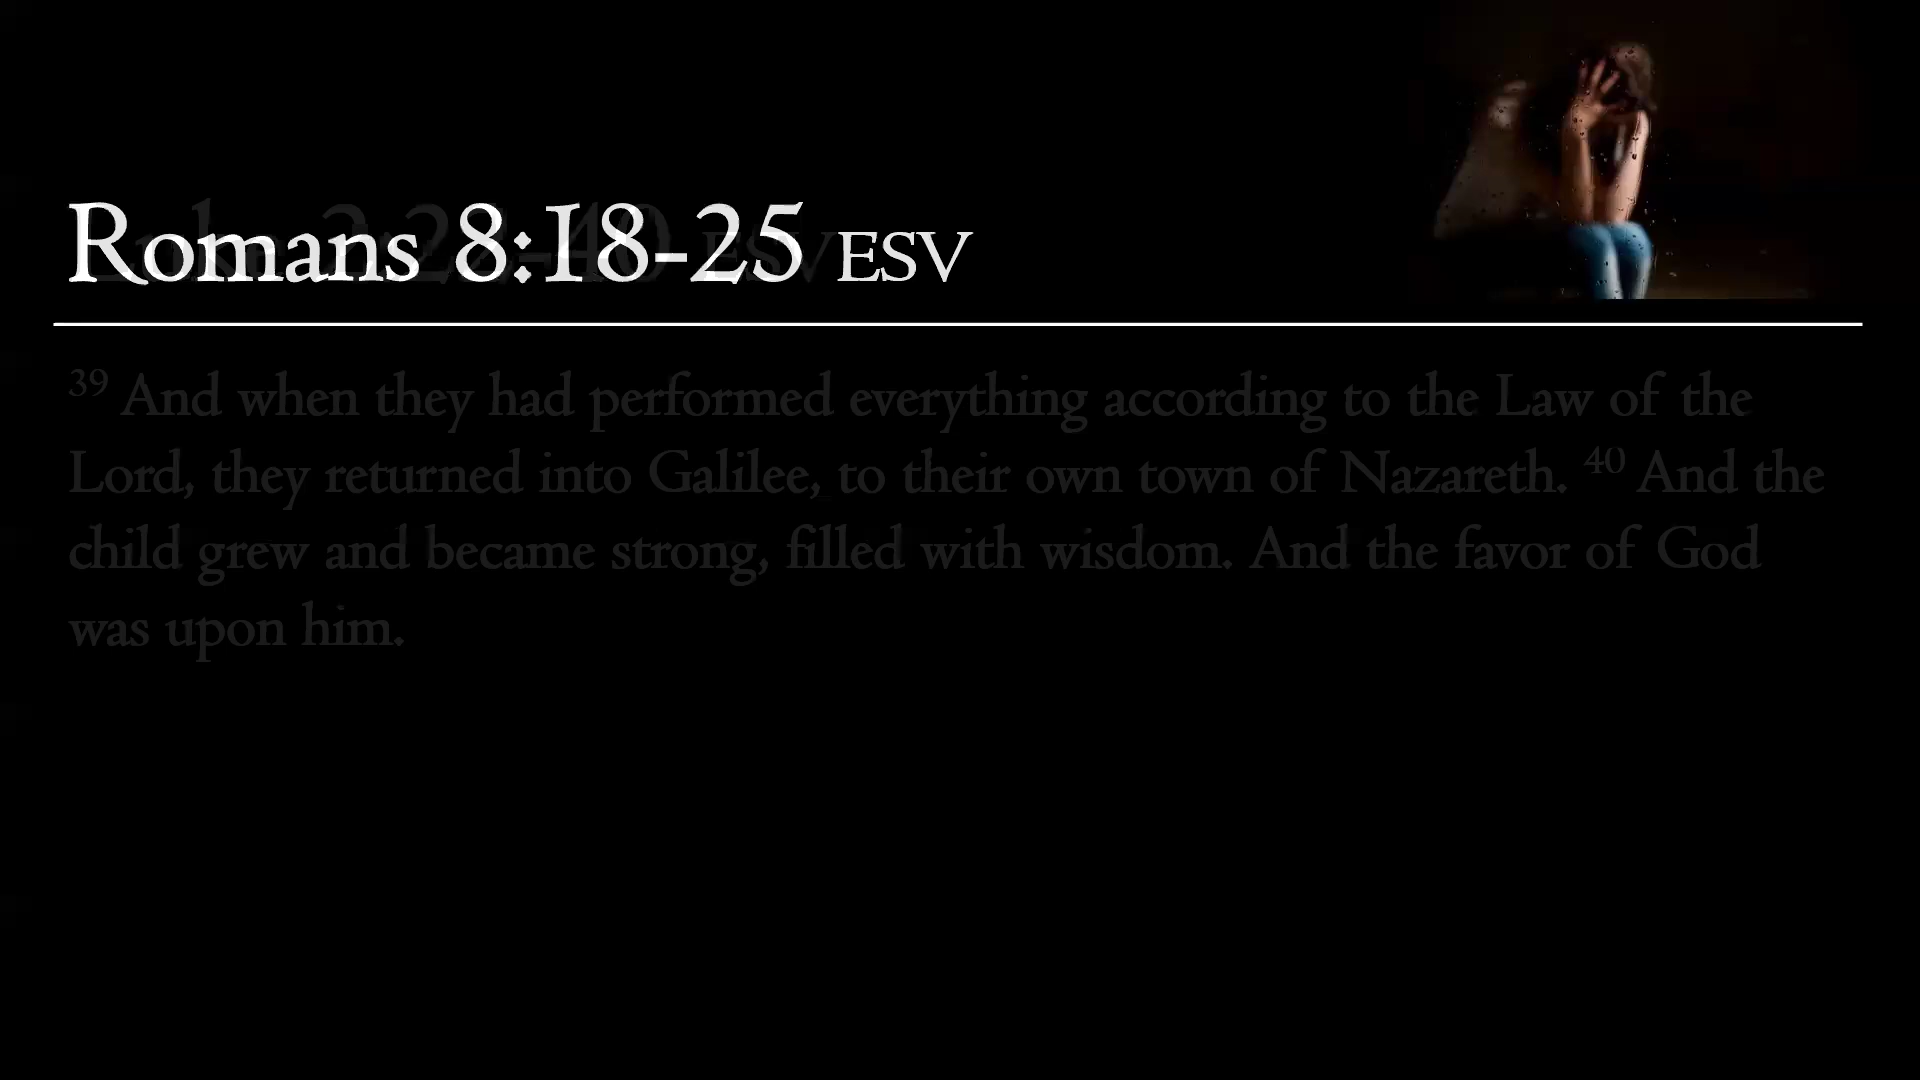 Romans 8:18-25 ESV
39 And when they had performed everything according to the Law of the
Lord, they returned into Galilee, to their own town of Nazareth. 40 And the
child grew and became strong, filled with wisdom. And the favor of God
was upon him.